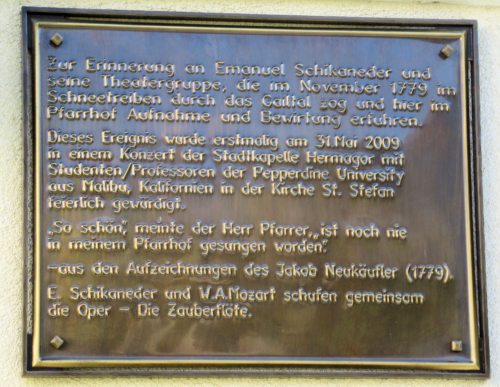 Zur Erinnerung an Emanuel Schikaneder und
seine Theatergruppe, die im November 1779 im
Schneetreiben durch das Gailtal zog und hier im
Pfarrhof Aufnahme und Bewirtung erfuhren.
Dieses Ereignis wurde erstmalig am 31.Mai 2009
in einem Konzert der Stadtkapelle Hermagor mit
Studenten/Professoren der Pepperdine University
aus Malibu, Kalifornien in der Kirche St. Stefan
feierlich gewürdigt.
„So schön", meinte der Herr Pfarrer, „ist noch nie
in meinem Pfarrhof gesungen worden".
-aus den Aufzeichnungen des Jakob Neukäufler (1779).
E. Schikaneder und W.A.Mozart schufen gemeinsam
die Oper - Die Zauberflöte.